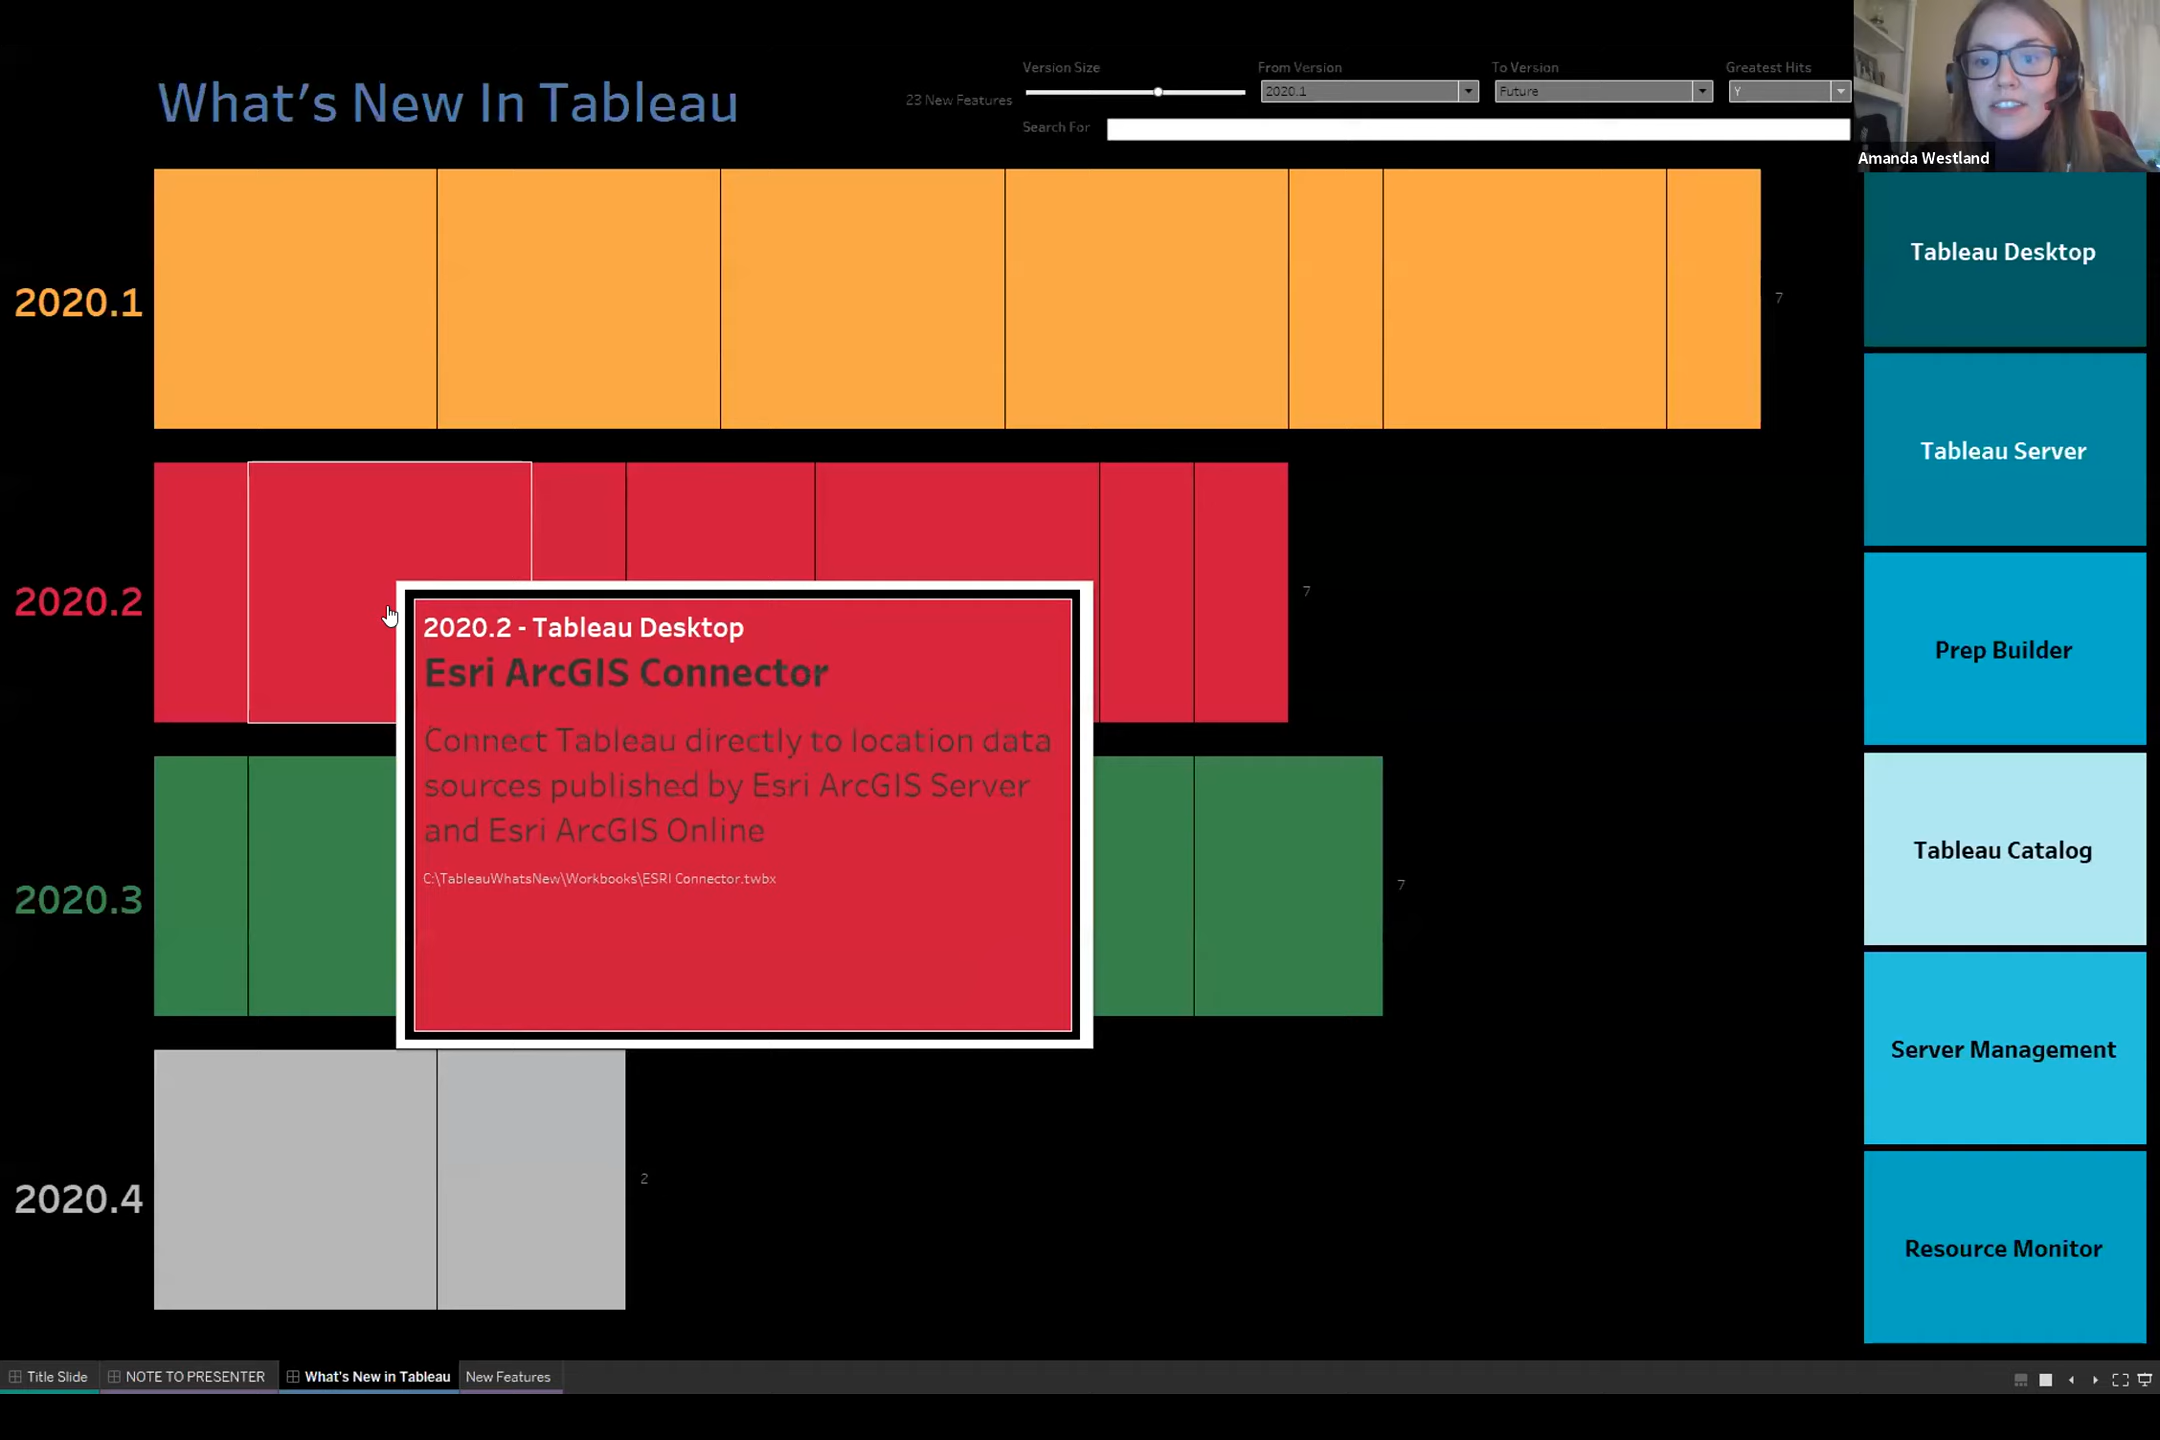 What's New In Tableau
23 New Features
Version Size
From Version
To Version
Greatest Hits
2020.1
Future
Y
Search For
Amanda Westland
2020.1
7
2020.2
7
2020.3
7
2020.4
2
2020.2 - Tableau Desktop
Esri ArcGIS Connector
Connect Tableau directly to location data
sources published by Esri ArcGIS Server
and Esri ArcGIS Online
C:\TableauWhatsNew\Workbooks\ESRI Connector.twbx
Tableau Desktop
Tableau Server
Prep Builder
Tableau Catalog
Server Management
Resource Monitor
Title Slide
NOTE TO PRESENTER
What's New in Tableau
New Features